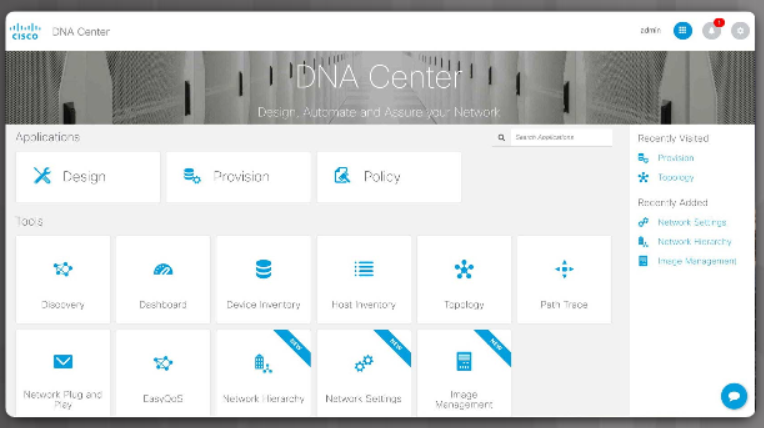 CISCO DNA Center
admin
1
DNA Center
Design, Automate and Assure your Network
Applications
Search Applications
Design
Provision
Policy
Tools
Discovery
Dashboard
Device Inventory
Host Inventory
Topology
Path Trace
Network Plug and
Play
EasyQoS
NEW
Network Hierarchy
NEW
Network Settings
NEW
Image
Management
Recently Visited
Provision
Topology
Recently Added
Network Settings
Network Hierarchy
Image Management